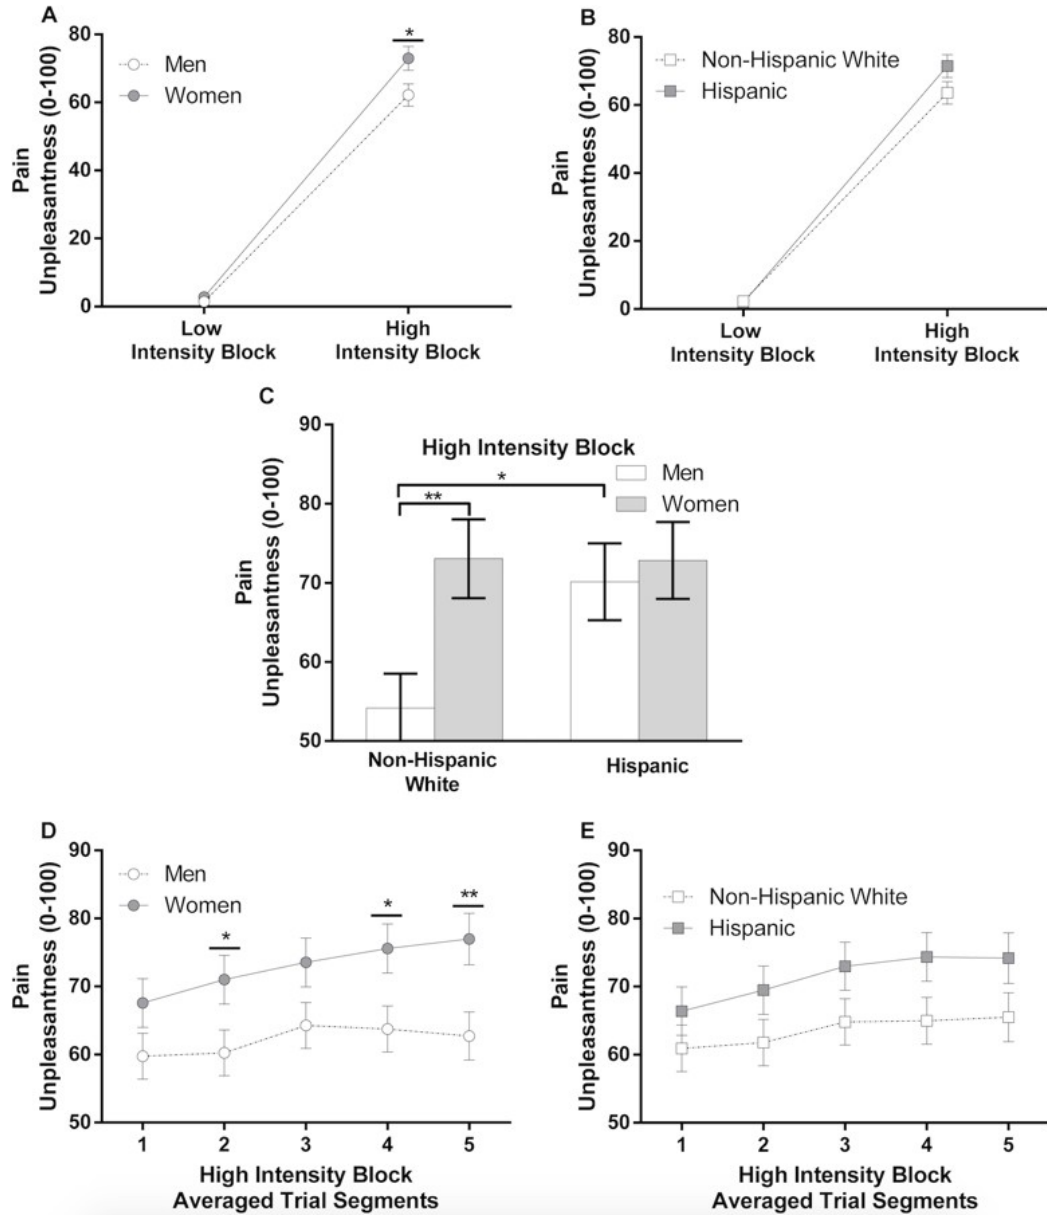 A
Pain
Unpleasantness (0-100)
80
60
40
20
0
Men
Women
*
Low
Intensity Block
High
Intensity Block
B
Pain
Unpleasantness (0-100)
80
60
40
20
0
Non-Hispanic White
Hispanic
Low
Intensity Block
High
Intensity Block
C
Pain
Unpleasantness (0-100)
90
80
70
60
50
High Intensity Block
Men
Women
*
**
Non-Hispanic
White
Hispanic
D
Pain
Unpleasantness (0-100)
90
80
70
60
50
Men
Women
*
*
**
1 2 3 4 5
High Intensity Block
Averaged Trial Segments
E
Pain
Unpleasantness (0-100)
90
80
70
60
50
Non-Hispanic White
Hispanic
1 2 3 4 5
High Intensity Block
Averaged Trial Segments